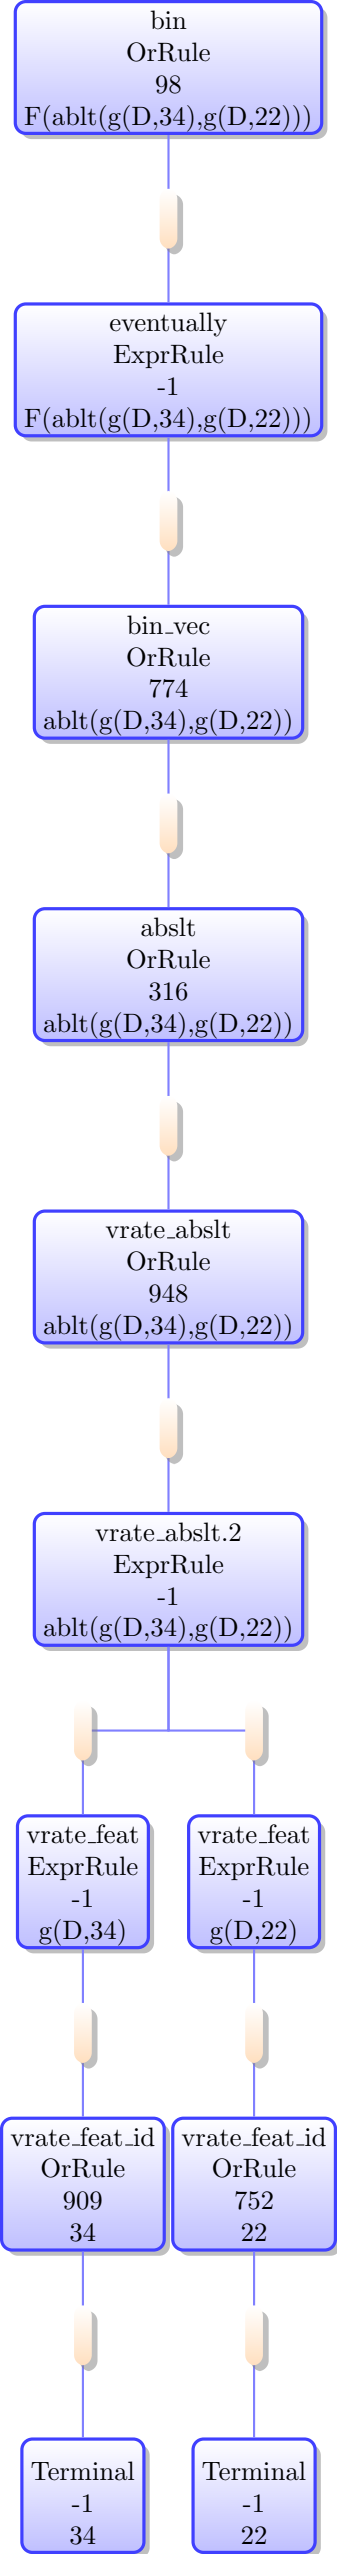 bin
OrRule
98
F(ablt(g(D,34),g(D,22)))
eventually
ExprRule
-1
F(ablt(g(D,34),g(D,22)))
bin_vec
OrRule
774
ablt(g(D,34),g(D,22))
abslt
OrRule
316
ablt(g(D,34),g(D,22))
vrate_abslt
OrRule
948
ablt(g(D,34),g(D,22))
vrate_abslt.2
ExprRule
-1
ablt(g(D,34),g(D,22))
vrate_feat
ExprRule
-1
g(D,34)
vrate_feat
ExprRule
-1
g(D,22)
vrate_feat_id
OrRule
909
34
vrate_feat_id
OrRule
752
22
Terminal
-1
34
Terminal
-1
22